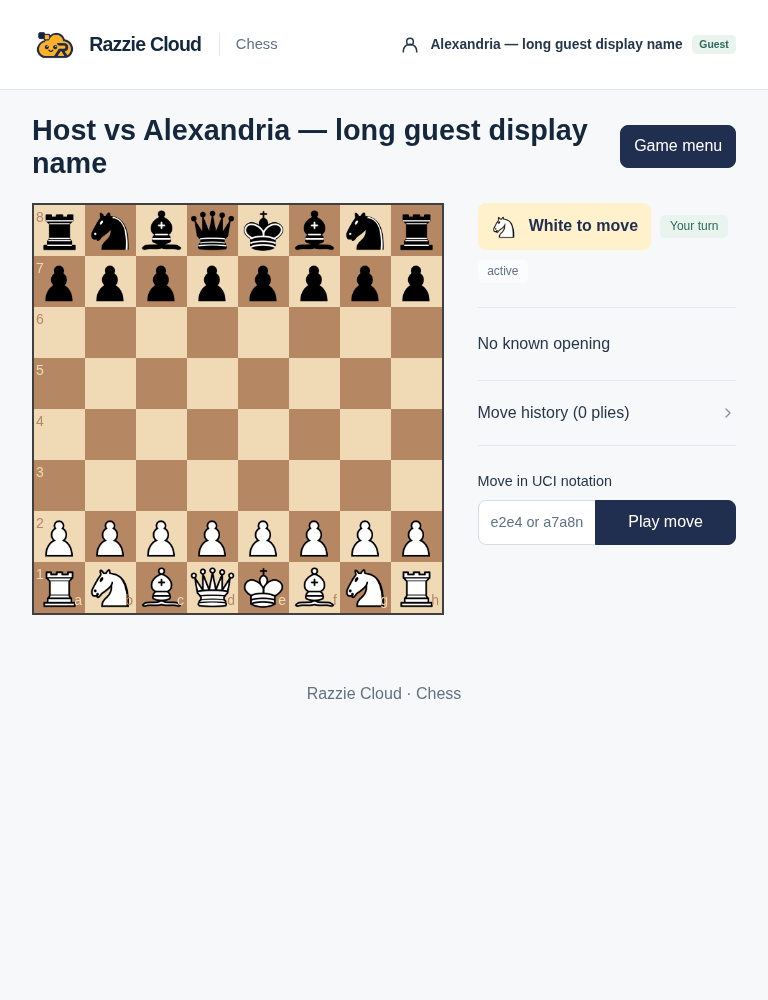 Razzie Cloud
Chess
Alexandria — long guest display name
Guest
Host vs Alexandria — long guest display
name
Game menu
8
7
6
5
4
3
2
1
a
b
c
d
e
f
g
h
White to move
Your turn
active
No known opening
Move history (0 plies)
Move in UCI notation
e2e4 or a7a8n
Play move
Razzie Cloud · Chess